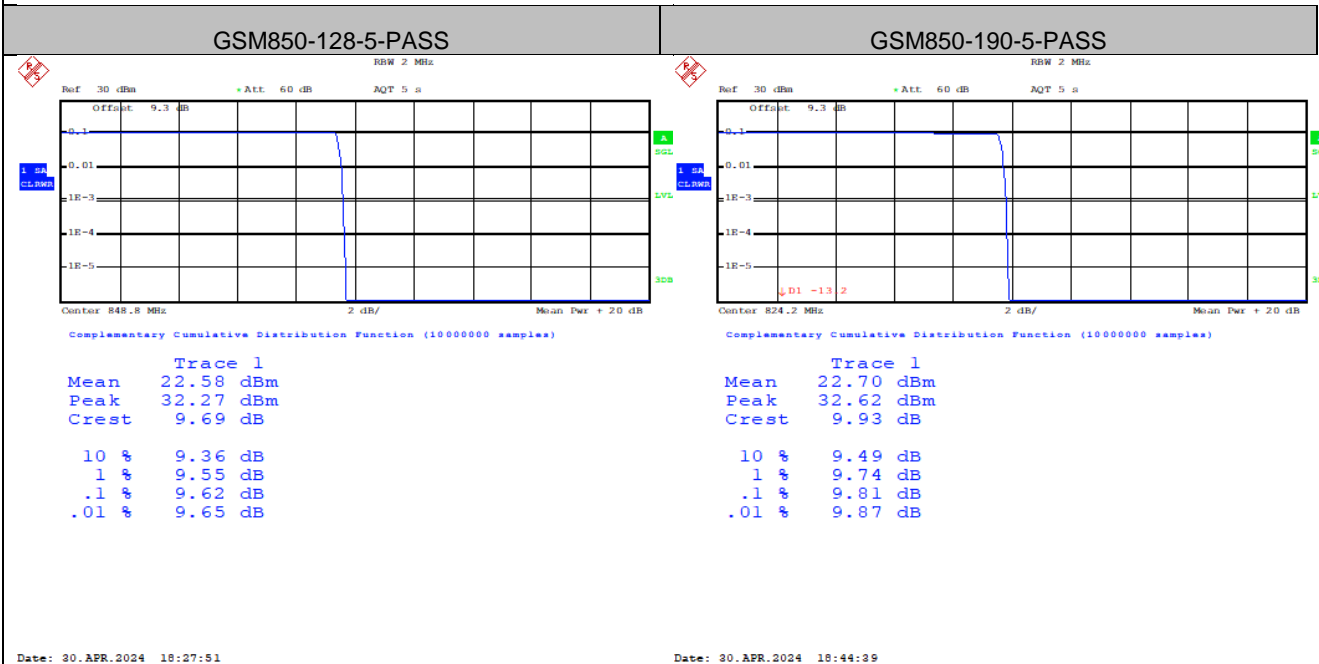 GSM850-128-5-PASS
RBW 2 MHz
Ref 30 dBm *Att 60 dB AQT 5 s
Offset 9.3 dB
0.1
0.01
1E-3
1E-4
1E-5
1 SA
CLRWR
A
SGL
LVL
3DB
Center 848.8 MHz 2 dB/ Mean Pwr + 20 dB
Complementary Cumulative Distribution Function (10000000 samples)
Trace 1
Mean 22.58 dBm
Peak 32.27 dBm
Crest 9.69 dB
10 % 9.36 dB
1 % 9.55 dB
.1 % 9.62 dB
.01 % 9.65 dB
Date: 30.APR.2024 18:27:51
GSM850-190-5-PASS
RBW 2 MHz
Ref 30 dBm *Att 60 dB AQT 5 s
Offset 9.3 dB
0.1
0.01
1E-3
1E-4
1E-5
1 SA
CLRWR
D1 -13.2
Center 824.2 MHz 2 dB/ Mean Pwr + 20 dB
Complementary Cumulative Distribution Function (10000000 samples)
Trace 1
Mean 22.70 dBm
Peak 32.62 dBm
Crest 9.93 dB
10 % 9.49 dB
1 % 9.74 dB
.1 % 9.81 dB
.01 % 9.87 dB
Date: 30.APR.2024 18:44:39